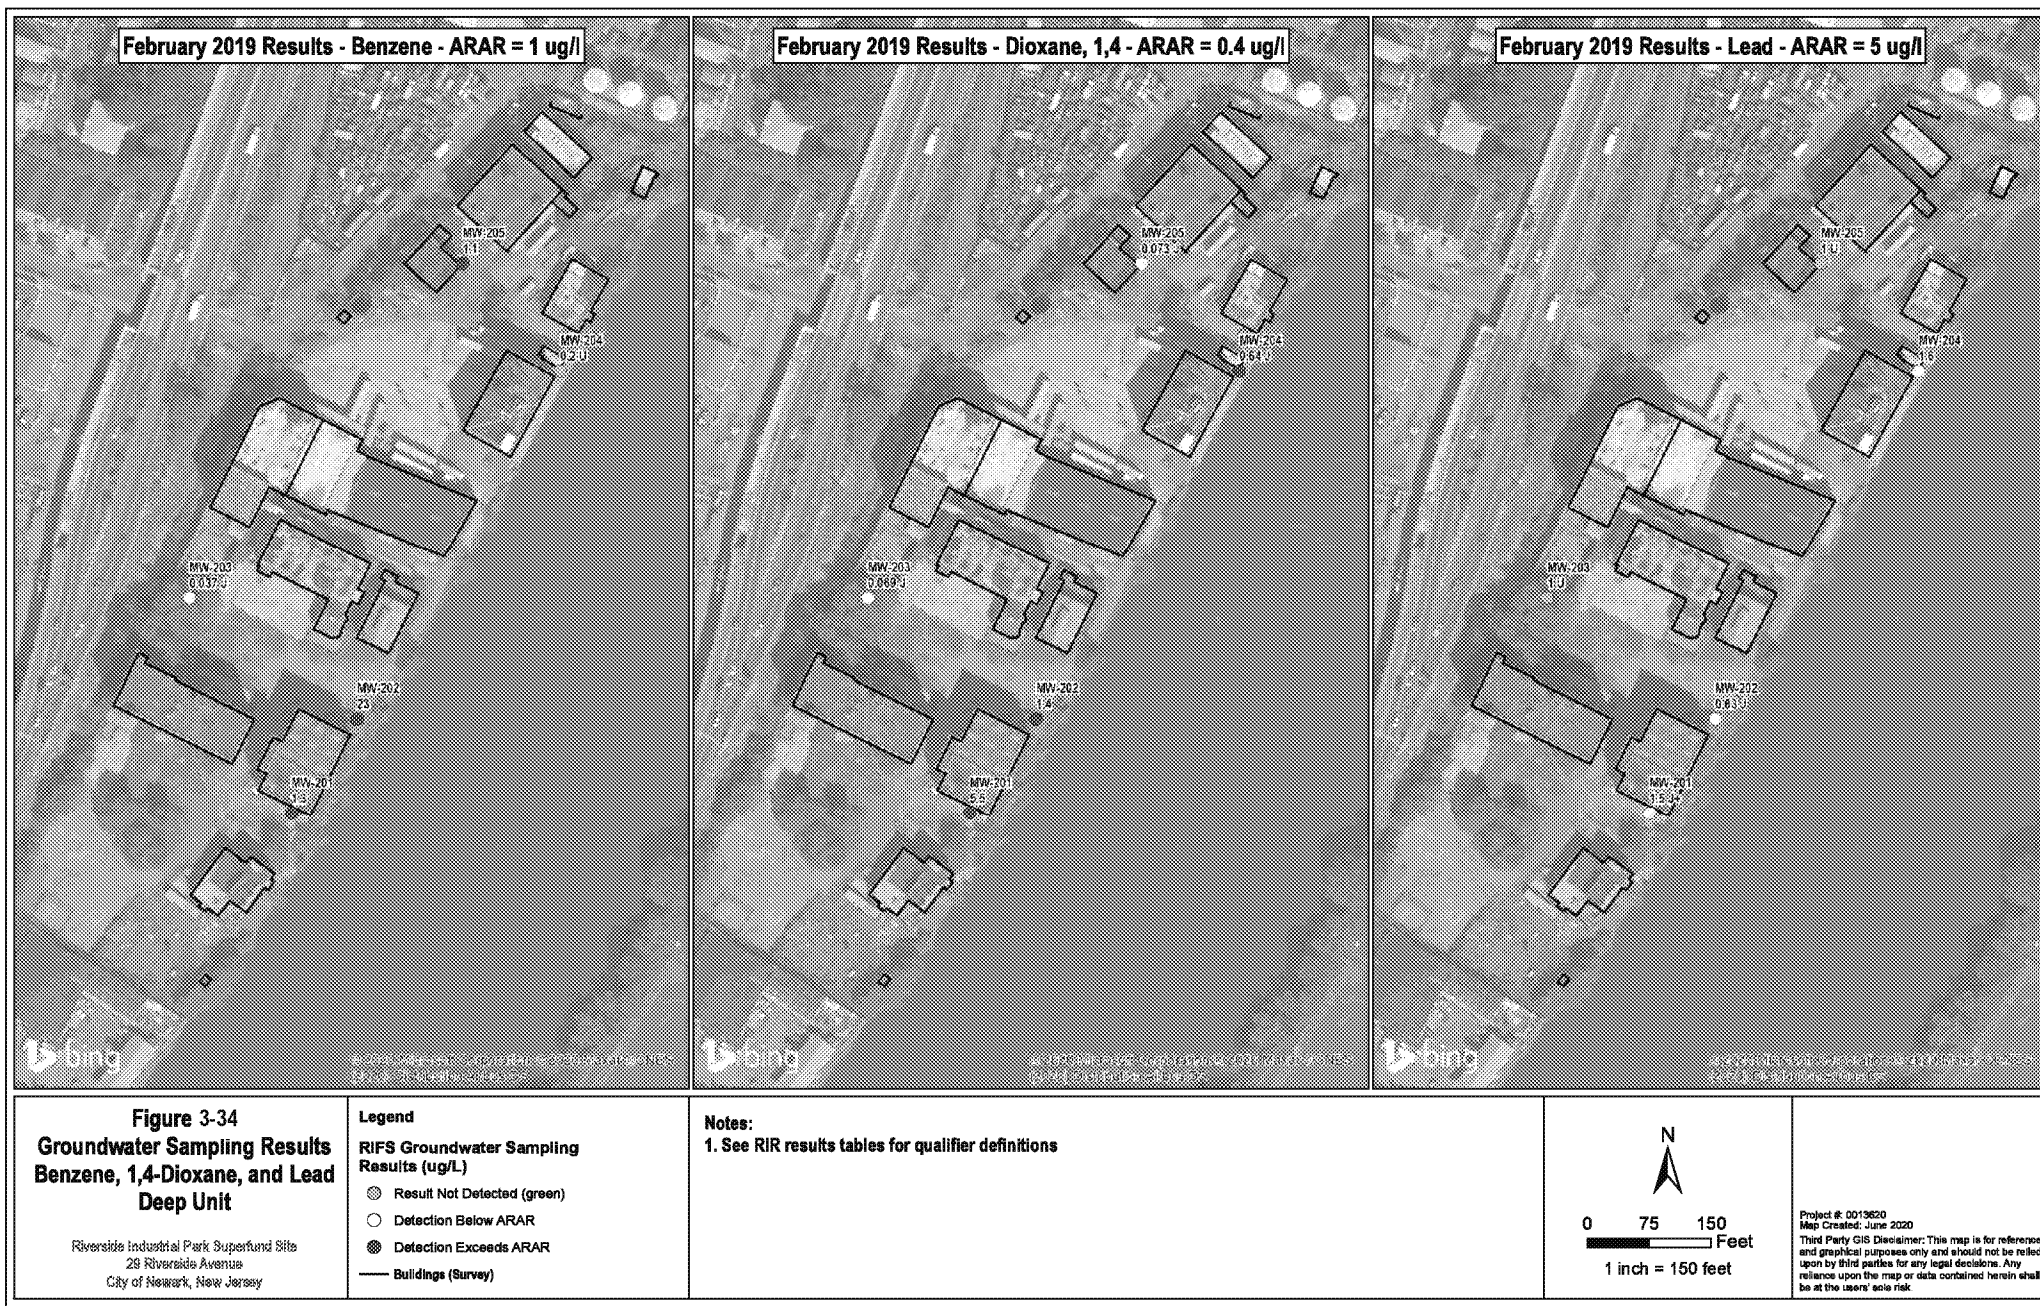 February 2019 Results - Benzene - ARAR = 1 ug/l
MW-205
1.1
MW-204
0.2 U
MW-203
0.037 J
MW-202
23
MW-201
1.3
bing
February 2019 Results - Dioxane, 1,4 - ARAR = 0.4 ug/l
MW-205
0.073 J
MW-204
0.64 J
MW-203
0.069 J
MW-202
1.4
MW-201
bing
February 2019 Results - Lead - ARAR = 5 ug/l
MW-205
1 U
MW-204
1.6
MW-203
1 U
MW-202
0.63 J
MW-201
1.5 J+
bing
Figure 3-34
Groundwater Sampling Results
Benzene, 1,4-Dioxane, and Lead
Deep Unit
Riverside Industrial Park Superfund Site
29 Riverside Avenue
City of Newark, New Jersey
Legend
RIFS Groundwater Sampling
Results (ug/L)
Result Not Detected (green)
Detection Below ARAR
Detection Exceeds ARAR
Buildings (Survey)
Notes:
1. See RIR results tables for qualifier definitions
N
0 75 150
Feet
1 inch = 150 feet
Project #: 0013620
Map Created: June 2020
Third Party GIS Disclaimer: This map is for reference
and graphical purposes only and should not be relied
upon by third parties for any legal decisions. Any
reliance upon the map or data contained herein shall
be at the users' sole risk.